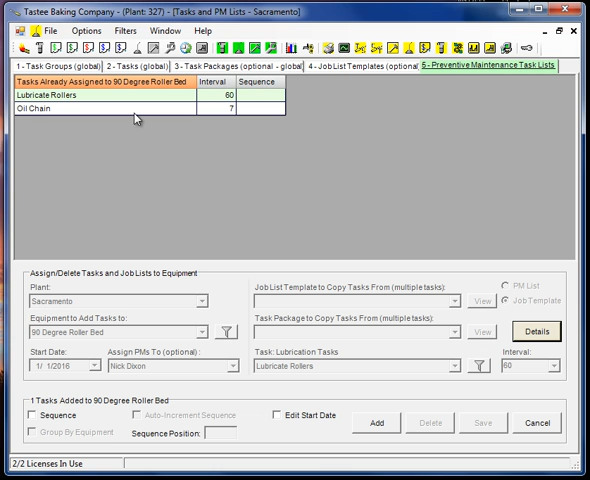 Tastee Baking Company - (Plant: 327) - [Tasks and PM Lists - Sacramento]
File Options Filters Window Help
1 - Task Groups (global) 2 - Tasks (global) 3 - Task Packages (optional - global) 4 - Job List Templates (optional 5 - Preventive Maintenance Task Lists
Tasks Already Assigned to 90 Degree Roller Bed Interval Sequence
Lubricate Rollers 60
Oil Chain 7
Assign/Delete Tasks and Job Lists to Equipment
Plant: Job List Template to Copy Tasks From (multiple tasks): PM List
Sacramento View Job Template
Equipment to Add Tasks to: Task Package to Copy Tasks From (multiple tasks):
90 Degree Roller Bed View Details
Start Date: Assign PMs To (optional): Task: Lubrication Tasks Interval:
1/ 1/2016 Nick Dixon Lubricate Rollers 60
1 Tasks Added to 90 Degree Roller Bed
Sequence Auto-Increment Sequence Edit Start Date Add Delete Save Cancel
Group By Equipment Sequence Position:
2/2 Licenses In Use